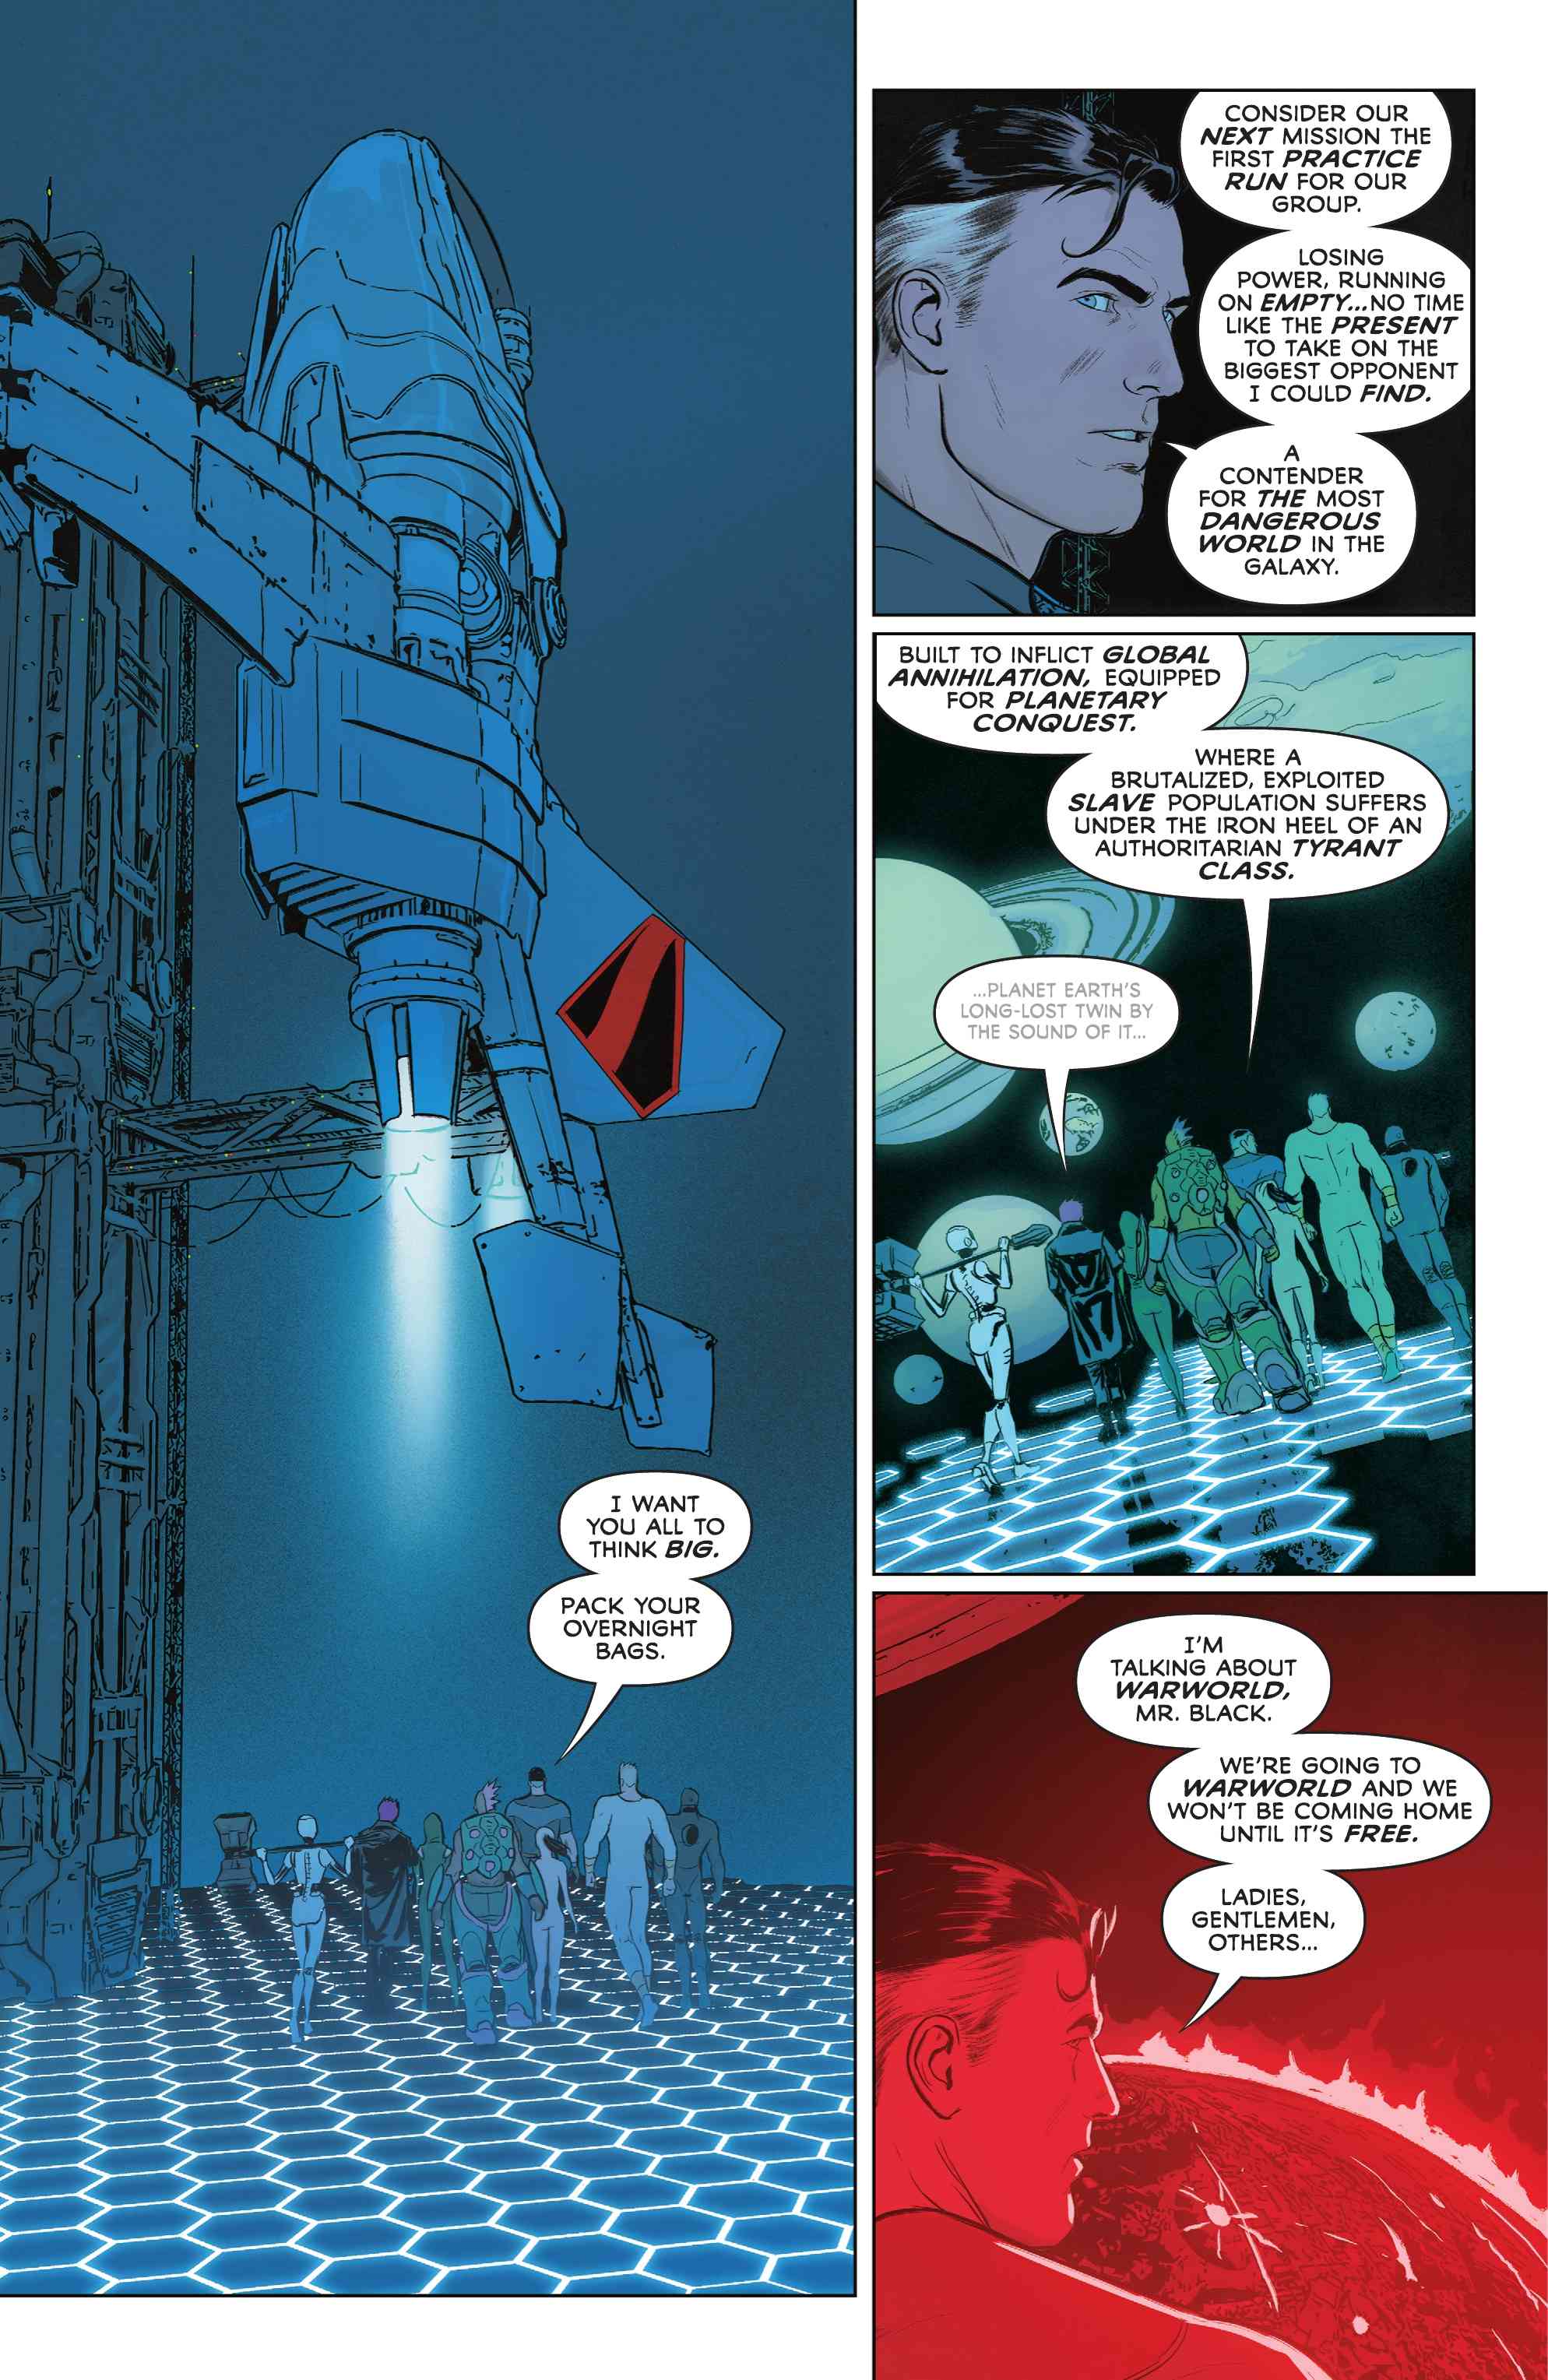 I WANT
YOU ALL TO
THINK BIG.
PACK YOUR
OVERNIGHT
BAGS.
CONSIDER OUR
NEXT MISSION THE
FIRST PRACTICE
RUN FOR OUR
GROUP.
LOSING
POWER, RUNNING
ON EMPTY...NO TIME
LIKE THE PRESENT
TO TAKE ON THE
BIGGEST OPPONENT
I COULD FIND.
A
CONTENDER
FOR THE MOST
DANGEROUS
WORLD IN THE
GALAXY.
BUILT TO INFLICT GLOBAL
ANNIHILATION, EQUIPPED
FOR PLANETARY
CONQUEST.
WHERE A
BRUTALIZED, EXPLOITED
SLAVE POPULATION SUFFERS
UNDER THE IRON HEEL OF AN
AUTHORITARIAN TYRANT
CLASS.
...PLANET EARTH'S
LONG-LOST TWIN BY
THE SOUND OF IT...
I'M
TALKING ABOUT
WARWORLD,
MR. BLACK.
WE'RE GOING TO
WARWORLD AND WE
WON'T BE COMING HOME
UNTIL IT'S FREE.
LADIES,
GENTLEMEN,
OTHERS...